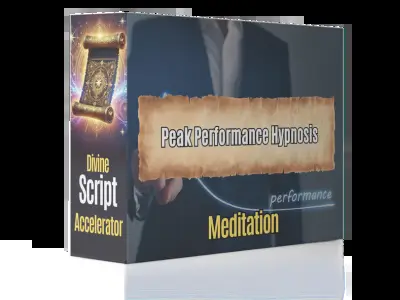 Divine
Script
Accelerator
Peak Performance Hypnosis
performance
Meditation